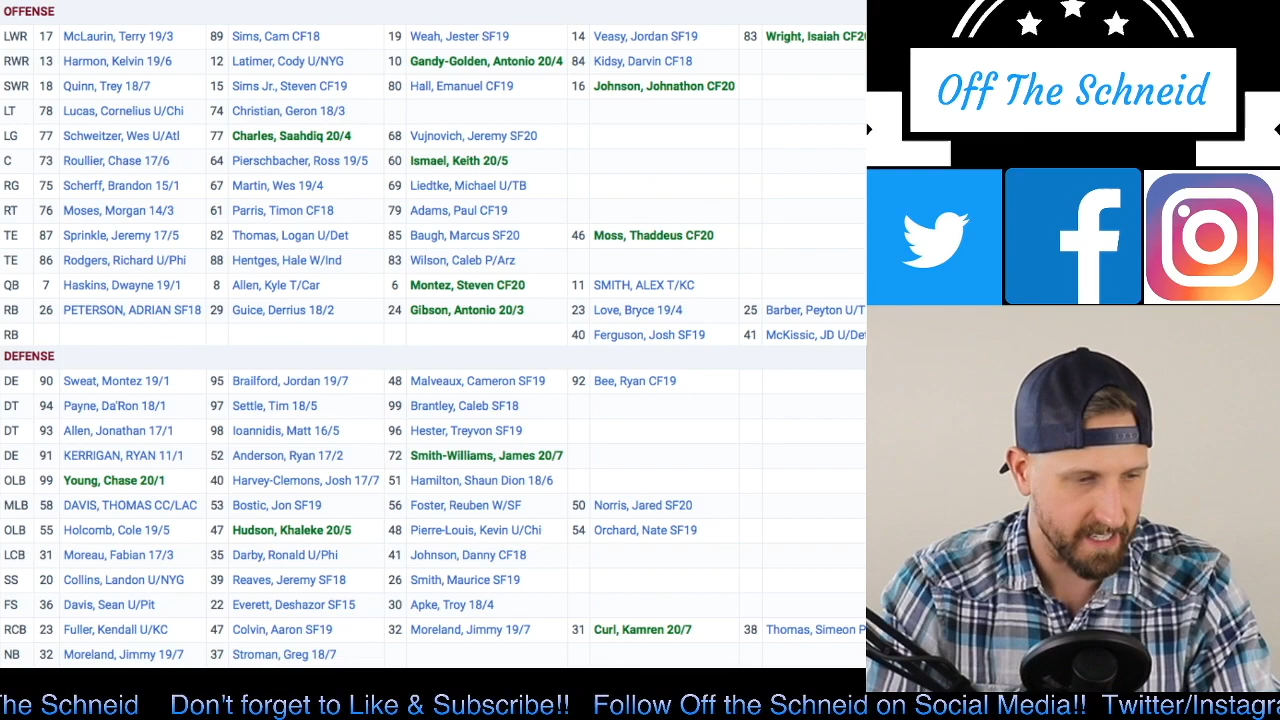 OFFENSE
LWR 17 McLaurin, Terry 19/3 89 Sims, Cam CF18 19 Weah, Jester SF19 14 Veasy, Jordan SF19 83 Wright, Isaiah CF20
RWR 13 Harmon, Kelvin 19/6 12 Latimer, Cody U/NYG 10 Gandy-Golden, Antonio 20/4 84 Kidsy, Darvin CF18
SWR 18 Quinn, Trey 18/7 15 Sims Jr., Steven CF19 80 Hall, Emanuel CF19 16 Johnson, Johnathon CF20
LT 78 Lucas, Cornelius U/Chi 74 Christian, Geron 18/3
LG 77 Schweitzer, Wes U/Atl 77 Charles, Saahdiq 20/4 68 Vujnovich, Jeremy SF20
C 73 Roullier, Chase 17/6 64 Pierschbacher, Ross 19/5 60 Ismael, Keith 20/5
RG 75 Scherff, Brandon 15/1 67 Martin, Wes 19/4 69 Liedtke, Michael U/TB
RT 76 Moses, Morgan 14/3 61 Parris, Timon CF18 79 Adams, Paul CF19
TE 87 Sprinkle, Jeremy 17/5 82 Thomas, Logan U/Det 85 Baugh, Marcus SF20 46 Moss, Thaddeus CF20
TE 86 Rodgers, Richard U/Phi 88 Hentges, Hale W/Ind 83 Wilson, Caleb P/Arz
QB 7 Haskins, Dwayne 19/1 8 Allen, Kyle T/Car 6 Montez, Steven CF20 11 SMITH, ALEX T/KC
RB 26 PETERSON, ADRIAN SF18 29 Guice, Derrius 18/2 24 Gibson, Antonio 20/3 23 Love, Bryce 19/4 25 Barber, Peyton U/T
RB 40 Ferguson, Josh SF19 41 McKissic, JD U/Det
DEFENSE
DE 90 Sweat, Montez 19/1 95 Brailford, Jordan 19/7 48 Malveaux, Cameron SF19 92 Bee, Ryan CF19
DT 94 Payne, Da'Ron 18/1 97 Settle, Tim 18/5 99 Brantley, Caleb SF18
DT 93 Allen, Jonathan 17/1 98 Ioannidis, Matt 16/5 96 Hester, Treyvon SF19
DE 91 KERRIGAN, RYAN 11/1 52 Anderson, Ryan 17/2 72 Smith-Williams, James 20/7
OLB 99 Young, Chase 20/1 40 Harvey-Clemons, Josh 17/7 51 Hamilton, Shaun Dion 18/6
MLB 58 DAVIS, THOMAS CC/LAC 53 Bostic, Jon SF19 56 Foster, Reuben W/SF 50 Norris, Jared SF20
OLB 55 Holcomb, Cole 19/5 47 Hudson, Khaleke 20/5 48 Pierre-Louis, Kevin U/Chi 54 Orchard, Nate SF19
LCB 31 Moreau, Fabian 17/3 35 Darby, Ronald U/Phi 41 Johnson, Danny CF18
SS 20 Collins, Landon U/NYG 39 Reaves, Jeremy SF18 26 Smith, Maurice SF19
FS 36 Davis, Sean U/Pit 22 Everett, Deshazor SF15 30 Apke, Troy 18/4
RCB 23 Fuller, Kendall U/KC 47 Colvin, Aaron SF19 32 Moreland, Jimmy 19/7 31 Curl, Kamren 20/7 38 Thomas, Simeon P
NB 32 Moreland, Jimmy 19/7 37 Stroman, Greg 18/7
Off The Schneid
The Schneid Don't forget to Like & Subscribe!! Follow Off the Schneid on Social Media!! Twitter/Instagra